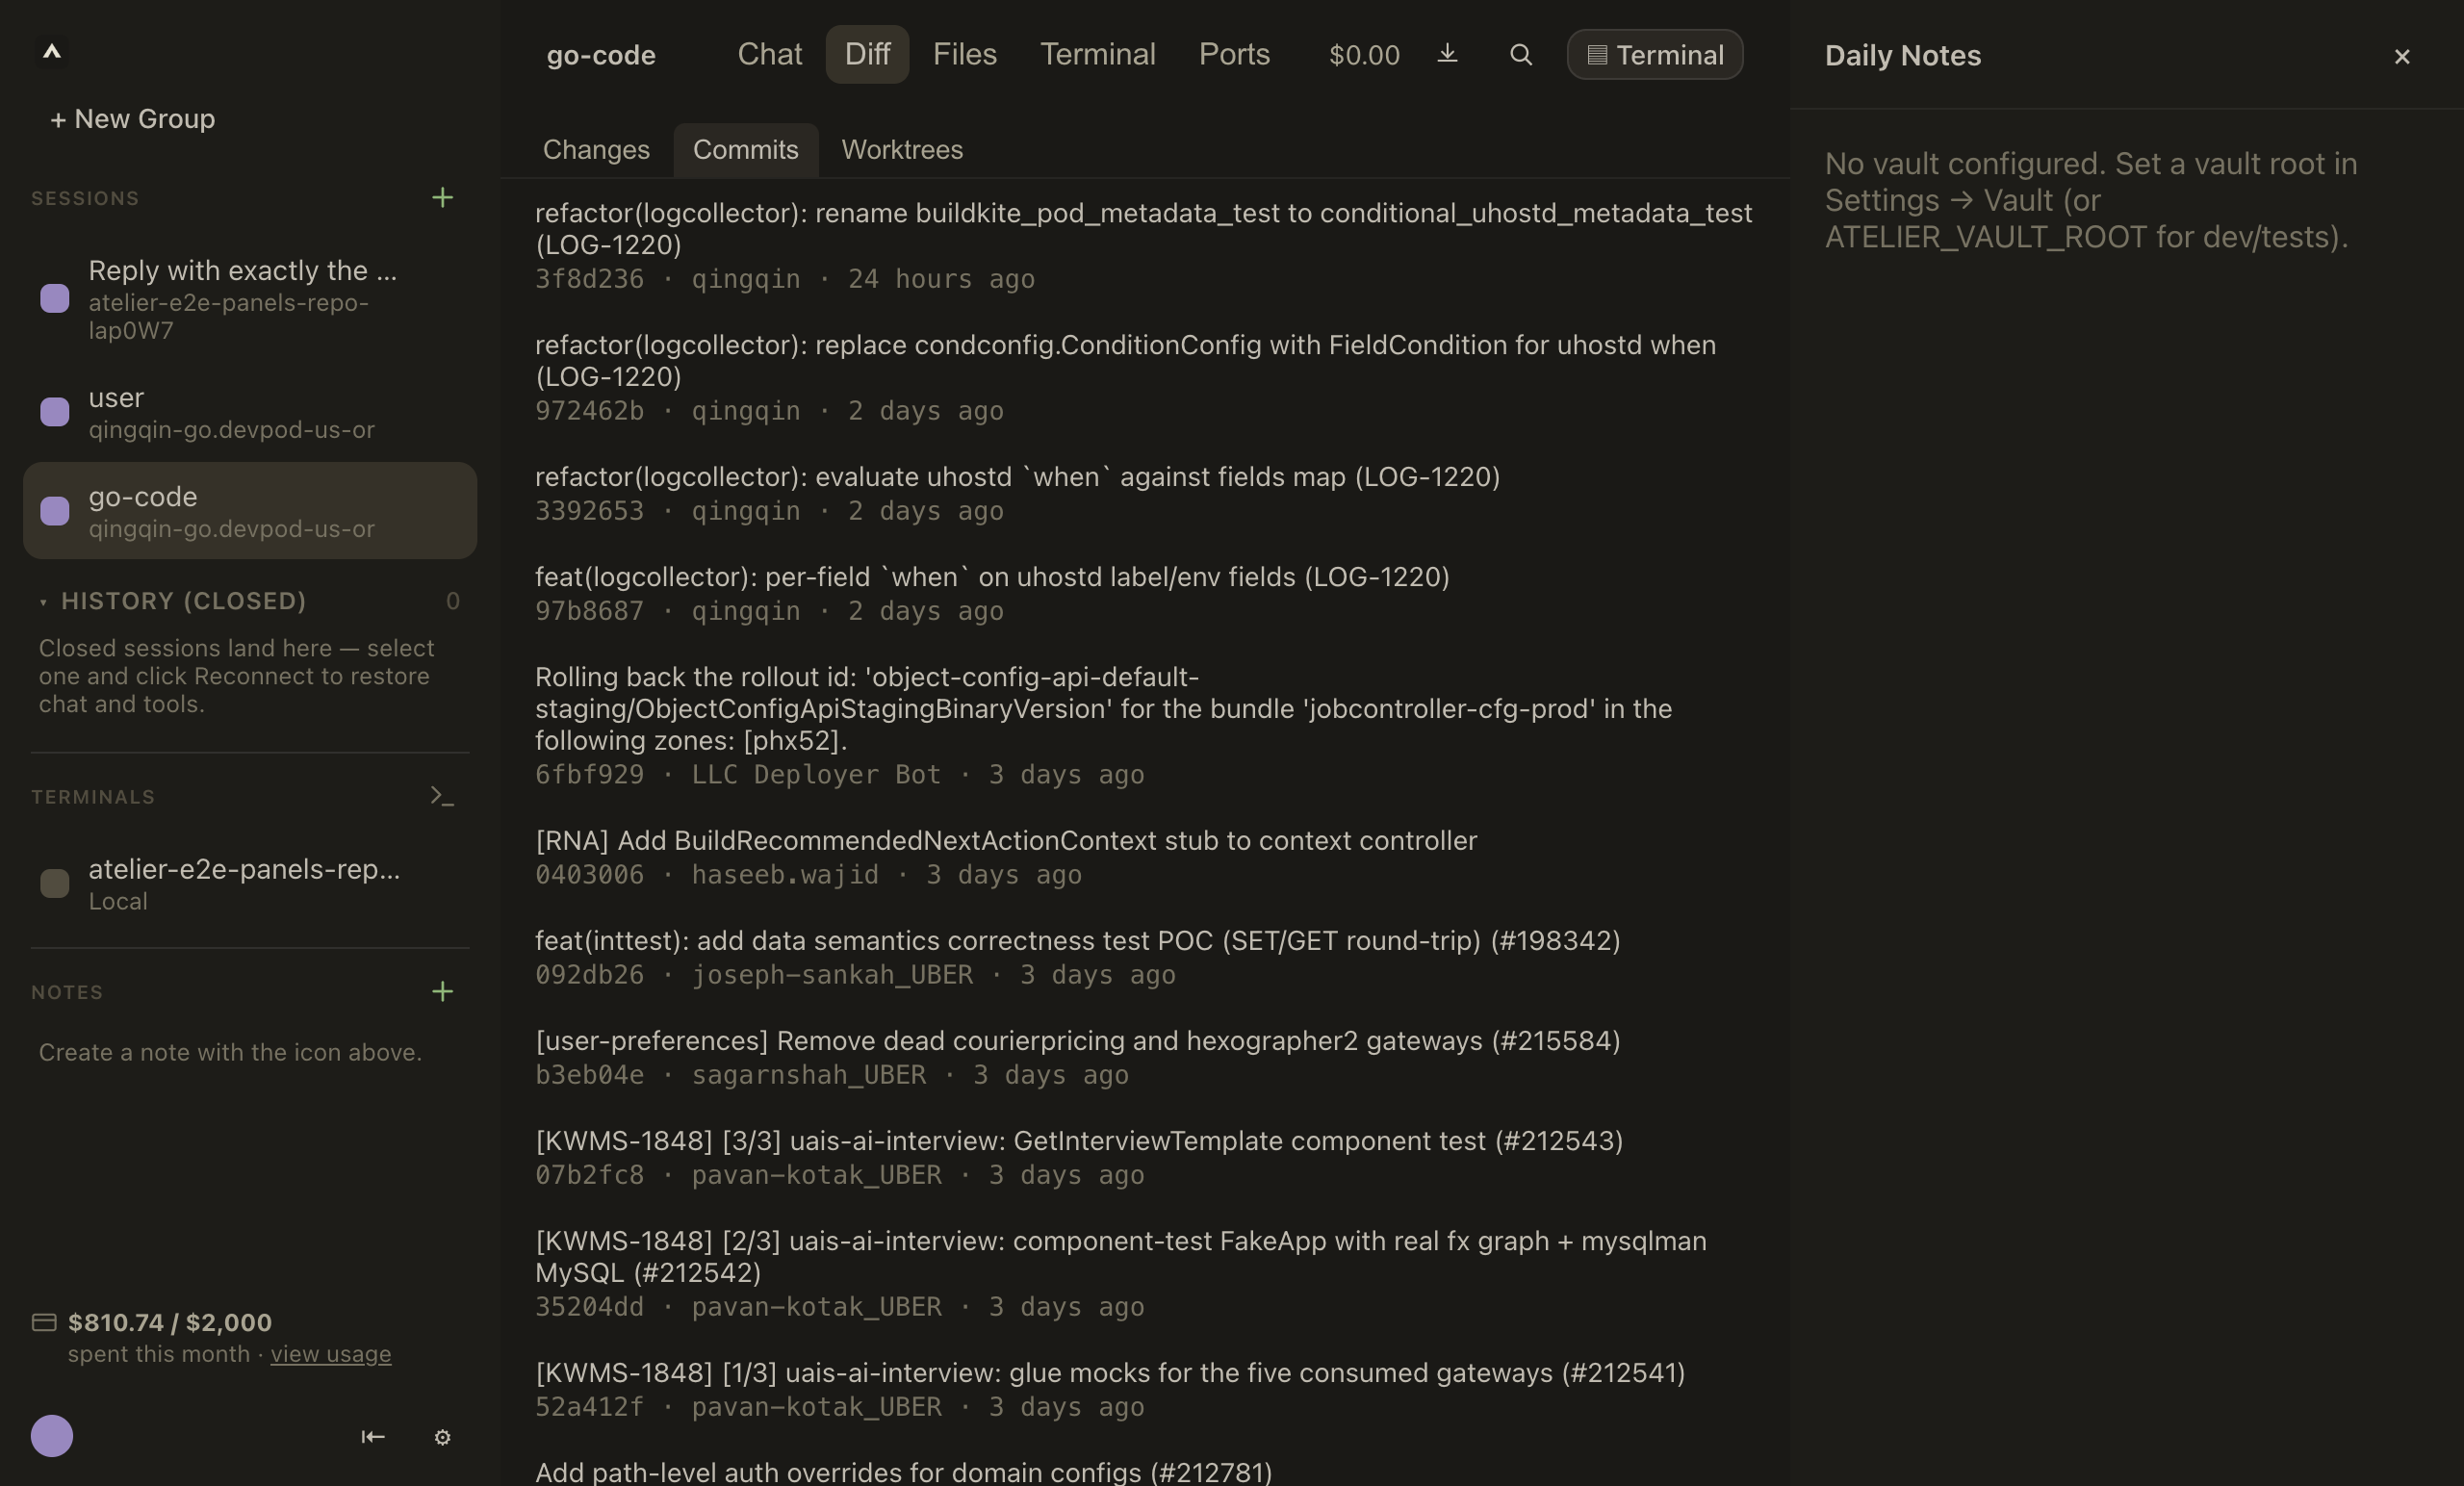 + New Group
SESSIONS
Reply with exactly the ...
atelier-e2e-panels-repo-
lap0W7
user
qingqin-go.devpod-us-or
go-code
qingqin-go.devpod-us-or
HISTORY (CLOSED) 0
Closed sessions land here — select
one and click Reconnect to restore
chat and tools.
TERMINALS
atelier-e2e-panels-rep...
Local
NOTES
Create a note with the icon above.
$810.74 / $2,000
spent this month · view usage
go-code Chat Diff Files Terminal Ports $0.00 Terminal
Changes Commits Worktrees
refactor(logcollector): rename buildkite_pod_metadata_test to conditional_uhostd_metadata_test
(LOG-1220)
3f8d236 · qingqin · 24 hours ago
refactor(logcollector): replace condconfig.ConditionConfig with FieldCondition for uhostd when
(LOG-1220)
972462b · qingqin · 2 days ago
refactor(logcollector): evaluate uhostd `when` against fields map (LOG-1220)
3392653 · qingqin · 2 days ago
feat(logcollector): per-field `when` on uhostd label/env fields (LOG-1220)
97b8687 · qingqin · 2 days ago
Rolling back the rollout id: 'object-config-api-default-
staging/ObjectConfigApiStagingBinaryVersion' for the bundle 'jobcontroller-cfg-prod' in the
following zones: [phx52].
6fbf929 · LLC Deployer Bot · 3 days ago
[RNA] Add BuildRecommendedNextActionContext stub to context controller
0403006 · haseeb.wajid · 3 days ago
feat(inttest): add data semantics correctness test POC (SET/GET round-trip) (#198342)
092db26 · joseph-sankah_UBER · 3 days ago
[user-preferences] Remove dead courierpricing and hexographer2 gateways (#215584)
b3eb04e · sagarnshah_UBER · 3 days ago
[KWMS-1848] [3/3] uais-ai-interview: GetInterviewTemplate component test (#212543)
07b2fc8 · pavan-kotak_UBER · 3 days ago
[KWMS-1848] [2/3] uais-ai-interview: component-test FakeApp with real fx graph + mysqlman
MySQL (#212542)
35204dd · pavan-kotak_UBER · 3 days ago
[KWMS-1848] [1/3] uais-ai-interview: glue mocks for the five consumed gateways (#212541)
52a412f · pavan-kotak_UBER · 3 days ago
Add path-level auth overrides for domain configs (#212781)
Daily Notes
No vault configured. Set a vault root in
Settings → Vault (or
ATELIER_VAULT_ROOT for dev/tests).